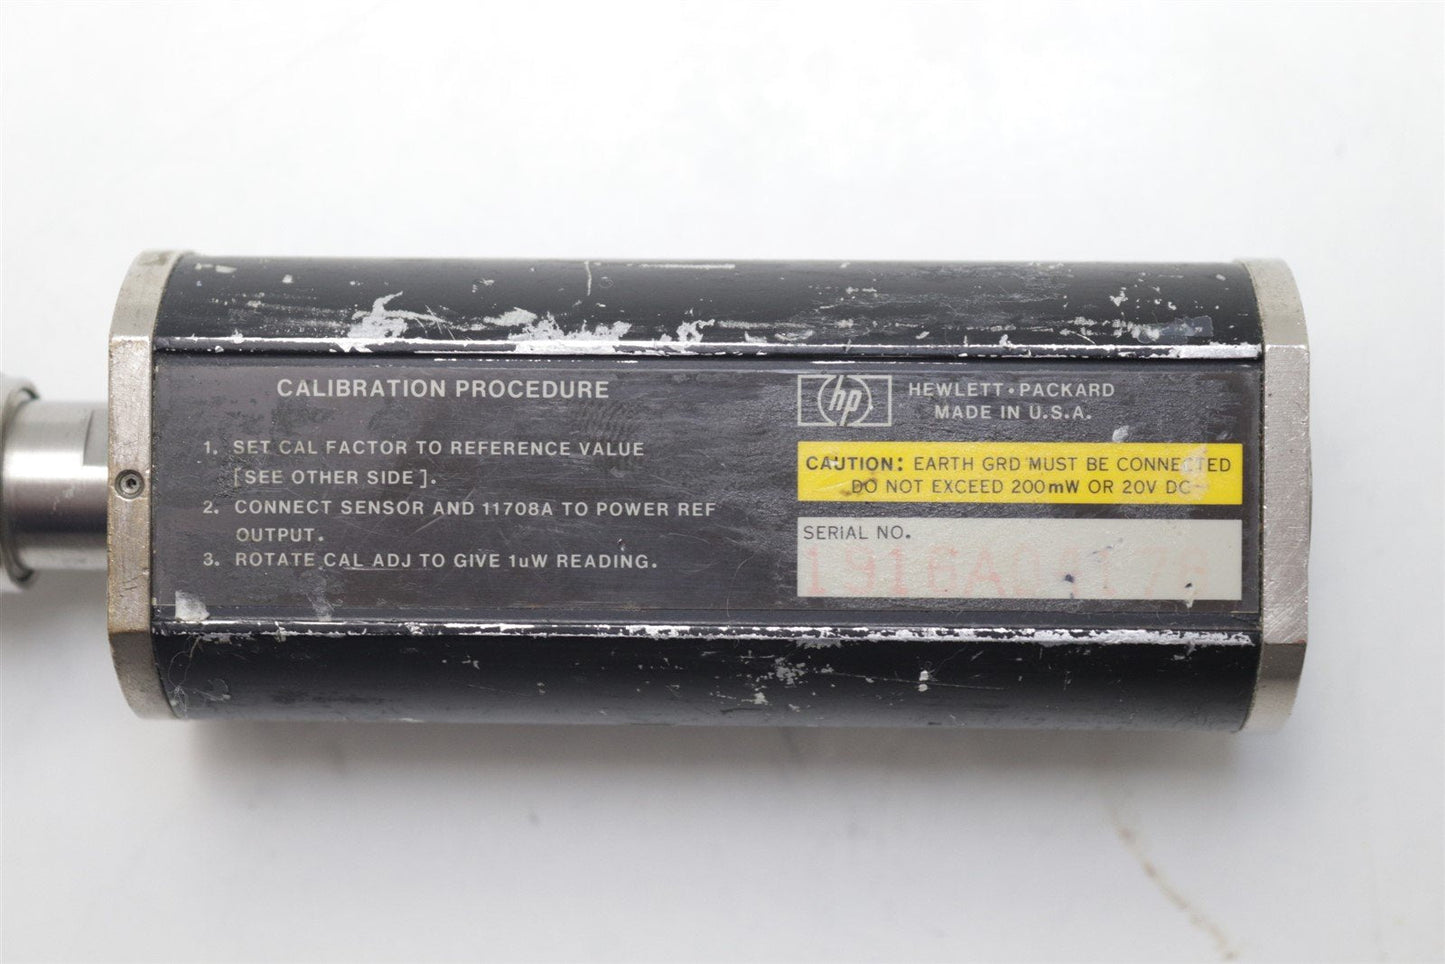 CALIBRATION PROCEDURE
1. SET CAL FACTOR TO REFERENCE VALUE
[SEE OTHER SIDE].
2. CONNECT SENSOR AND 11708A TO POWER REF
OUTPUT.
3. ROTATE CAL ADJ TO GIVE 1uW READING.
hp HEWLETT•PACKARD
MADE IN U.S.A.
CAUTION: EARTH GRD MUST BE CONNECTED
DO NOT EXCEED 200mW OR 20V DC
SERIAL NO.